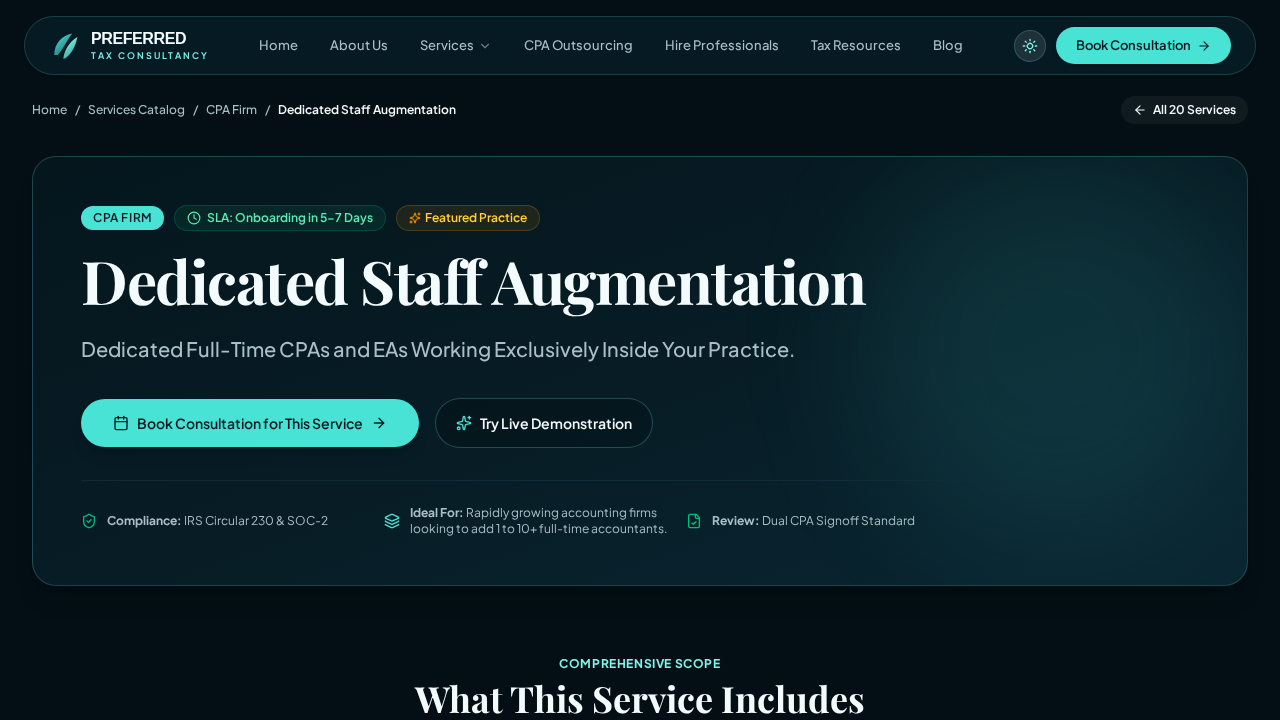 PREFERRED
TAX CONSULTANCY
Home
About Us
Services
CPA Outsourcing
Hire Professionals
Tax Resources
Blog
Book Consultation
Home / Services Catalog / CPA Firm / Dedicated Staff Augmentation
All 20 Services
CPA FIRM
SLA: Onboarding in 5–7 Days
Featured Practice
Dedicated Staff Augmentation
Dedicated Full-Time CPAs and EAs Working Exclusively Inside Your Practice.
Book Consultation for This Service
Try Live Demonstration
Compliance: IRS Circular 230 & SOC-2
Ideal For: Rapidly growing accounting firms
looking to add 1 to 10+ full-time accountants.
Review: Dual CPA Signoff Standard
COMPREHENSIVE SCOPE
What This Service Includes